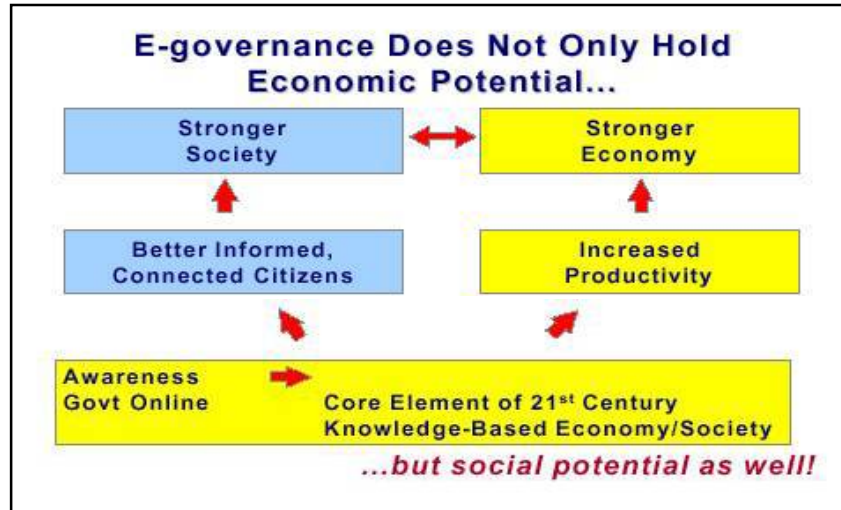 E-governance Does Not Only Hold
Economic Potential...
Stronger
Society
Stronger
Economy
Better Informed,
Connected Citizens
Increased
Productivity
Awareness
Govt Online
Core Element of 21st Century
Knowledge-Based Economy/Society
...but social potential as well!